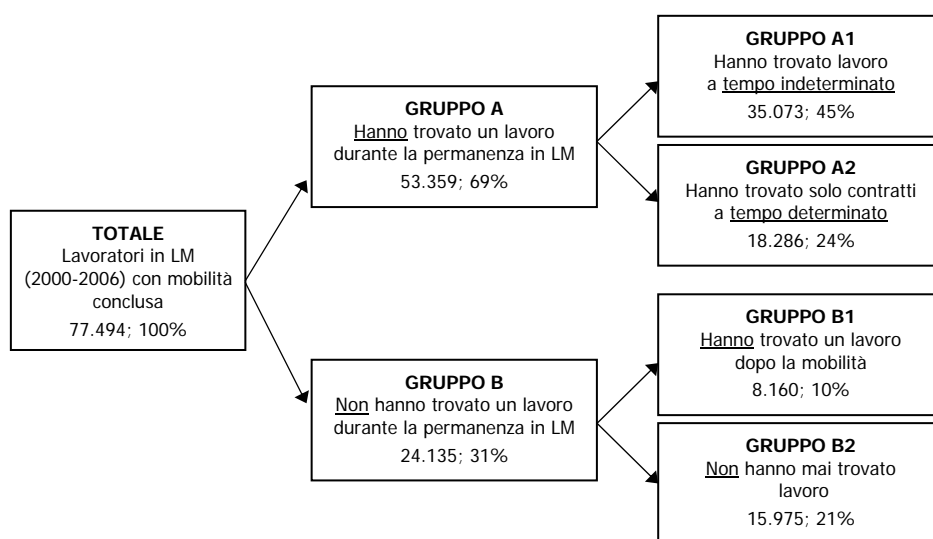 TOTALE
Lavoratori in LM
(2000-2006) con mobilità
conclusa
77.494; 100%
GRUPPO A
Hanno trovato un lavoro
durante la permanenza in LM
53.359; 69%
GRUPPO B
Non hanno trovato un lavoro
durante la permanenza in LM
24.135; 31%
GRUPPO A1
Hanno trovato lavoro
a tempo indeterminato
35.073; 45%
GRUPPO A2
Hanno trovato solo contratti
a tempo determinato
18.286; 24%
GRUPPO B1
Hanno trovato un lavoro
dopo la mobilità
8.160; 10%
GRUPPO B2
Non hanno mai trovato
lavoro
15.975; 21%